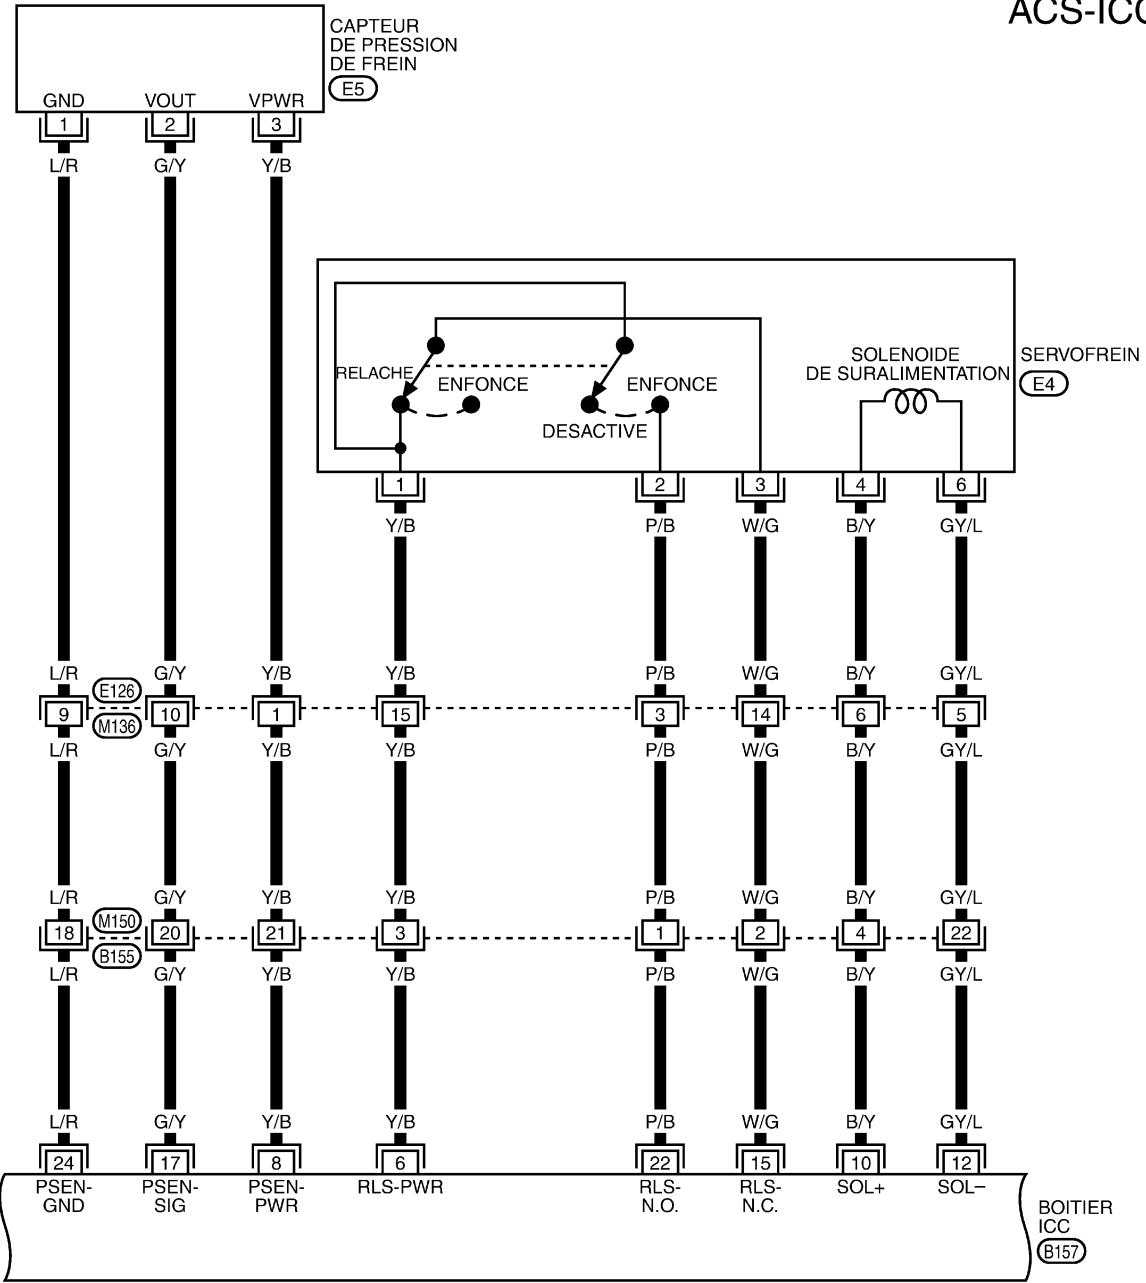 ACS-ICC
CAPTEUR
DE PRESSION
DE FREIN
E5
GND VOUT VPWR
1 2 3
L/R G/Y Y/B
SERVOFREIN
E4
SOLENOIDE
DE SURALIMENTATION
RELACHE
ENFONCE ENFONCE
DESACTIVE
1 2 3 4 6
Y/B P/B W/G B/Y GY/L
L/R G/Y Y/B Y/B P/B W/G B/Y GY/L
E126
9 10 1 15 3 14 6 5
M136
L/R G/Y Y/B Y/B P/B W/G B/Y GY/L
L/R G/Y Y/B Y/B P/B W/G B/Y GY/L
M150
18 20 21 3 1 2 4 22
B155
L/R G/Y Y/B Y/B P/B W/G B/Y GY/L
L/R G/Y Y/B Y/B P/B W/G B/Y GY/L
24 17 8 6 22 15 10 12
PSEN- PSEN- PSEN- RLS-PWR RLS- RLS- SOL+ SOL–
GND SIG PWR N.O. N.C.
BOITIER
ICC
B157